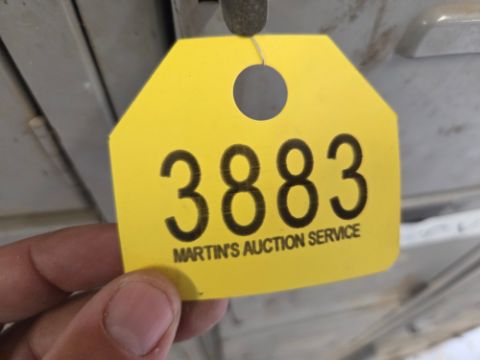 3883
MARTIN'S AUCTION SERVICE